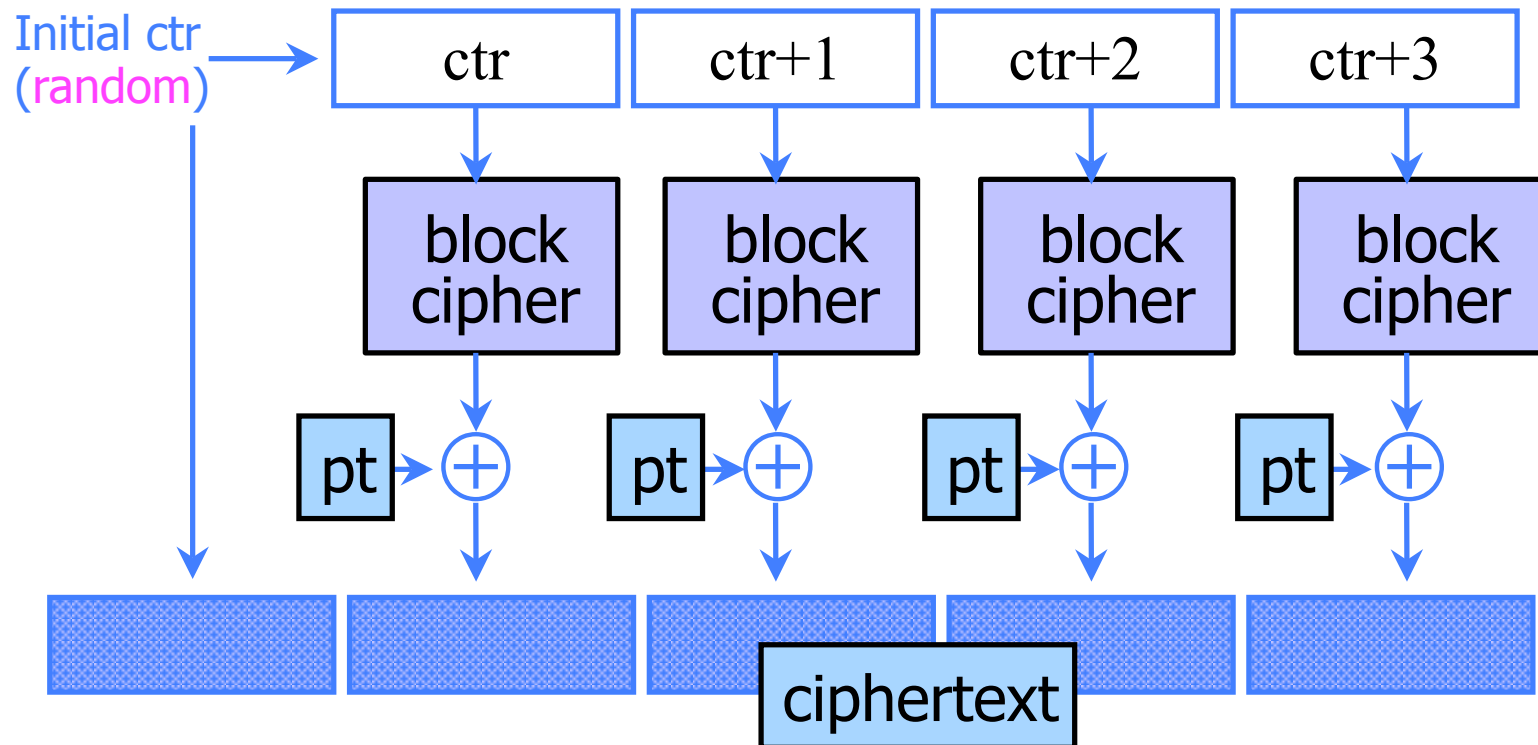 Initial ctr
(random)
ctr
ctr+1
ctr+2
ctr+3
block
cipher
block
cipher
block
cipher
block
cipher
pt
pt
pt
pt
ciphertext